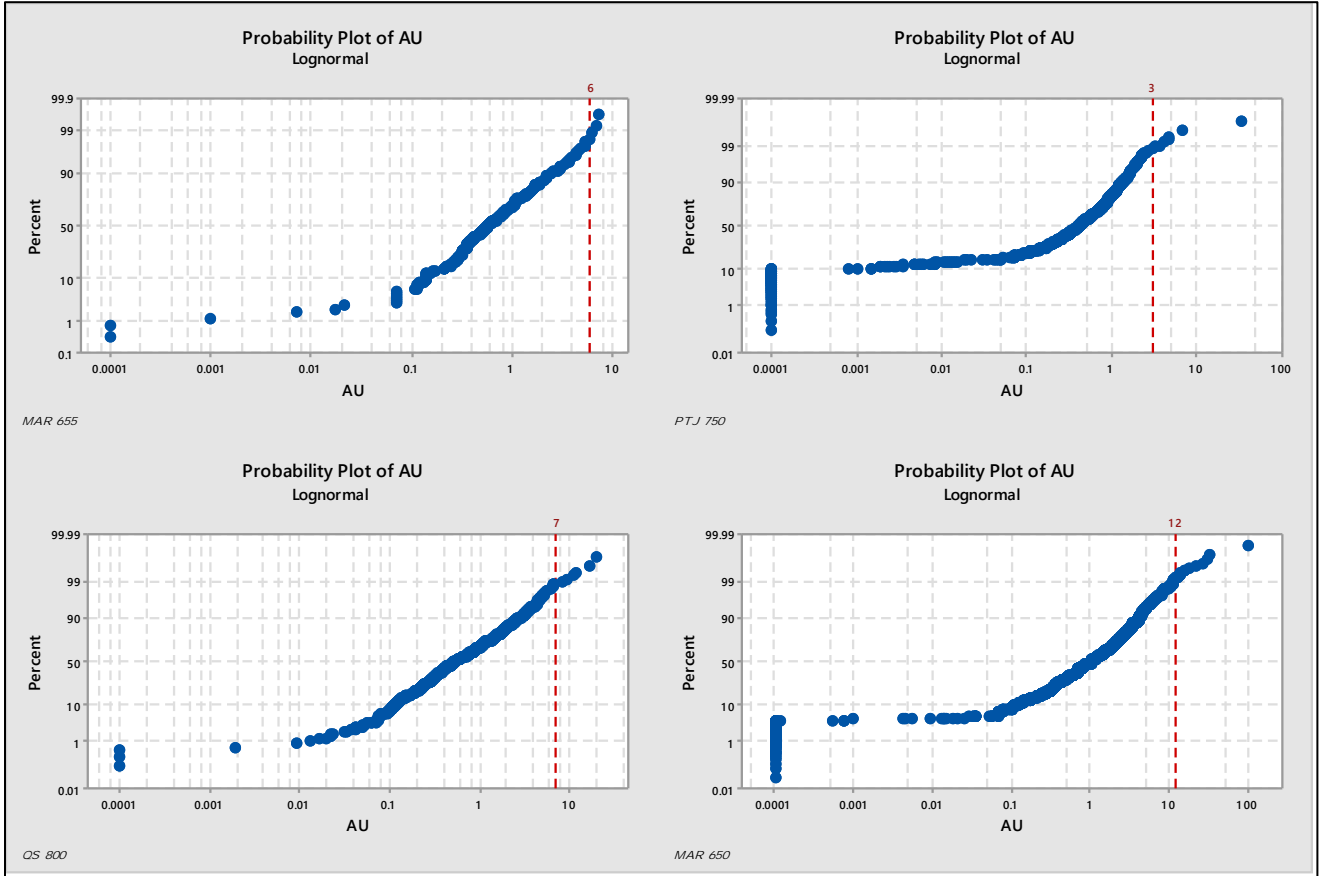 Probability Plot of AU
Lognormal
6
99.9
99
90
50
10
1
0.1
Percent
0.0001
0.001
0.01
0.1
1
10
AU
MAR 655
Probability Plot of AU
Lognormal
3
99.99
99
90
50
10
1
0.01
Percent
0.0001
0.001
0.01
0.1
1
10
100
AU
PTJ 750
Probability Plot of AU
Lognormal
7
99.99
99
90
50
10
1
0.01
Percent
0.0001
0.001
0.01
0.1
1
10
AU
QS 800
Probability Plot of AU
Lognormal
12
99.99
99
90
50
10
1
0.01
Percent
0.0001
0.001
0.01
0.1
1
10
100
AU
MAR 650